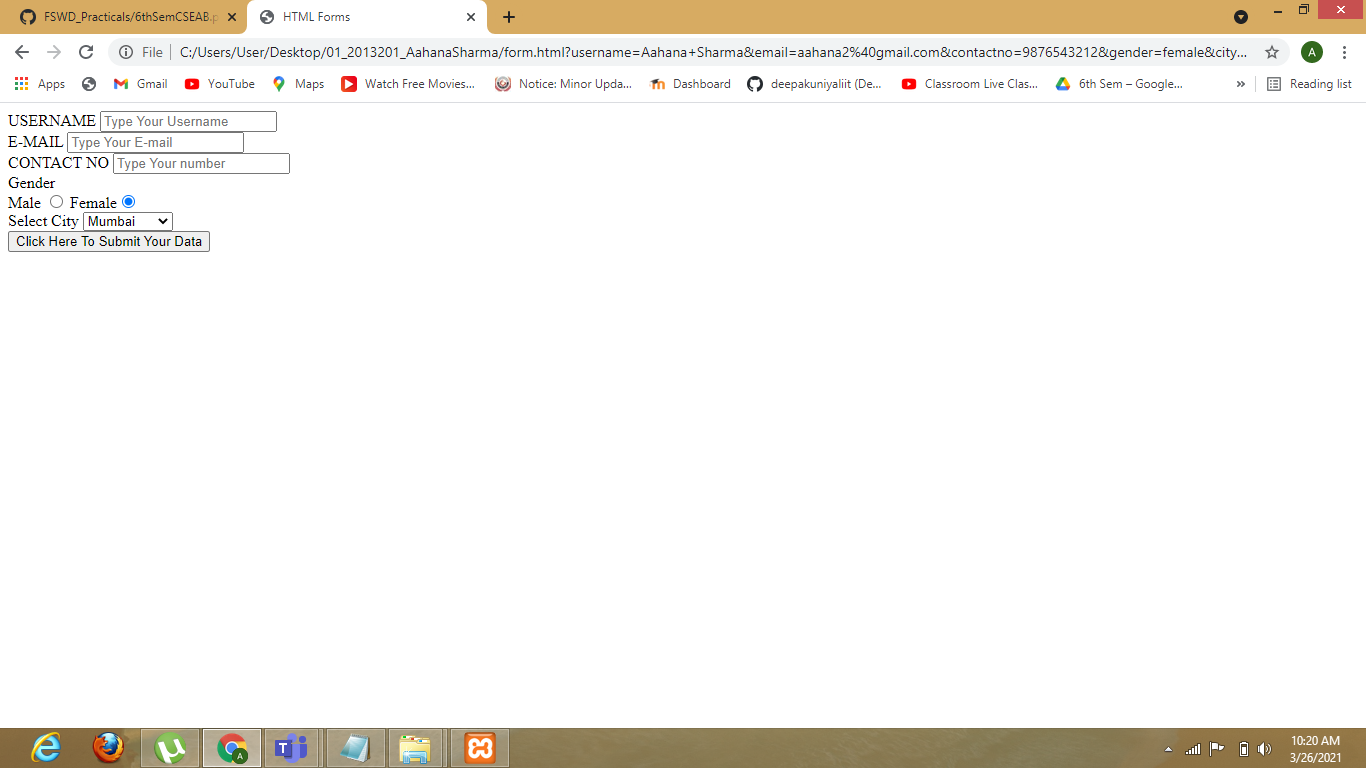 FSWD_Practicals/6thSemCSEAB.p
HTML Forms
File | C:/Users/User/Desktop/01_2013201_AahanaSharma/form.html?username=Aahana+Sharma&email=aahana2%40gmail.com&contactno=9876543212&gender=female&city...
A
Apps Gmail YouTube Maps Watch Free Movies... Notice: Minor Upda... Dashboard deepakuniyaliit (De... Classroom Live Clas... 6th Sem – Google... » Reading list
USERNAME Type Your Username
E-MAIL Type Your E-mail
CONTACT NO Type Your number
Gender
Male Female
Select City Mumbai
Click Here To Submit Your Data
10:20 AM
3/26/2021